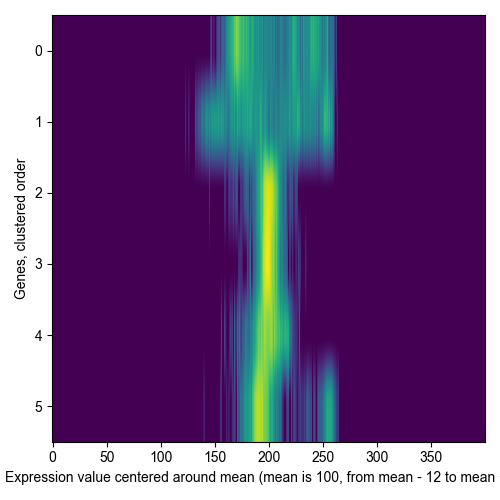 0
1
2
3
4
5
Genes, clustered order
0 50 100 150 200 250 300 350
Expression value centered around mean (mean is 100, from mean - 12 to mean